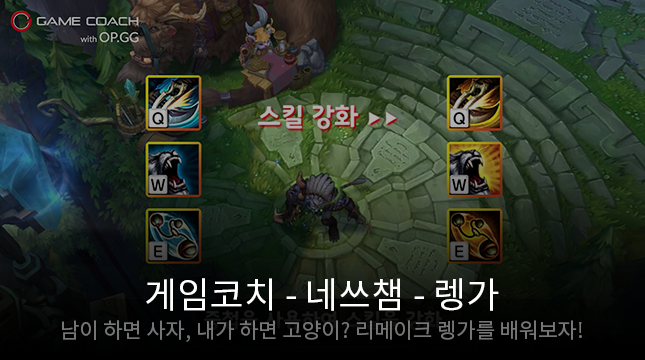 GAME COACH
with OP.GG
Q
Q
스킬 강화 ▶▶
W
W
E
E
게임코치 - 네쓰챔 - 렝가
남이 하면 사자, 내가 하면 고양이? 리메이크 렝가를 배워보자!